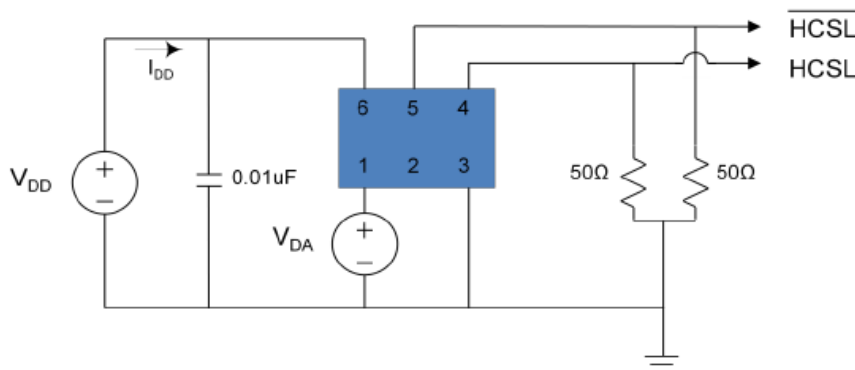 HCSL
I_DD
HCSL
6 5 4
1 2 3
V_DD
0.01uF
50Ω
50Ω
V_DA